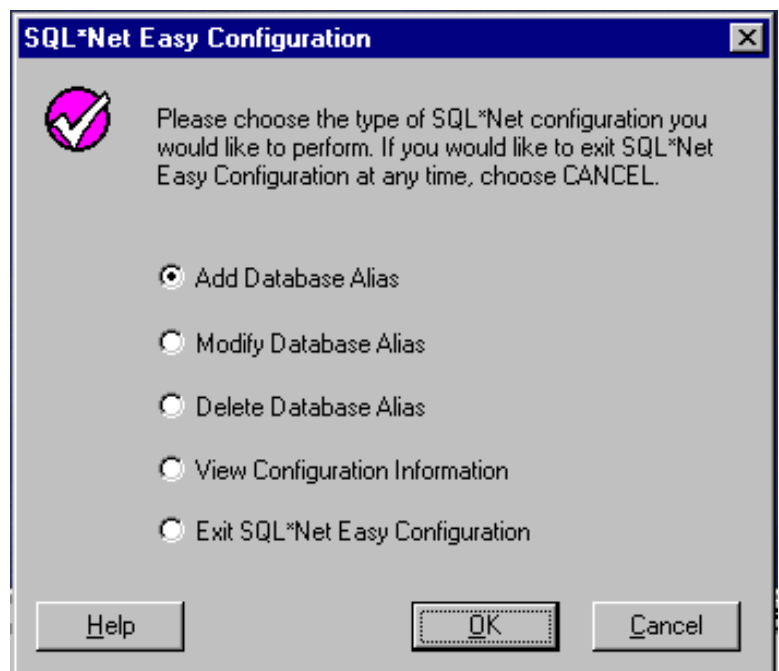 SQL*Net Easy Configuration
Please choose the type of SQL*Net configuration you
would like to perform. If you would like to exit SQL*Net
Easy Configuration at any time, choose CANCEL.
Add Database Alias
Modify Database Alias
Delete Database Alias
View Configuration Information
Exit SQL*Net Easy Configuration
Help OK Cancel